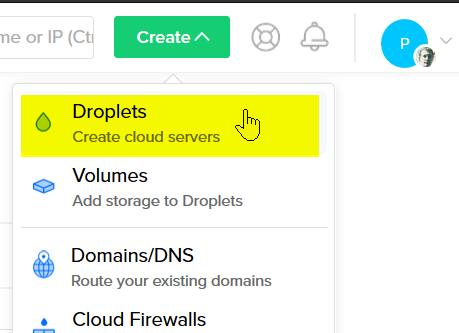 me or IP (Ctr
Create
P
Droplets
Create cloud servers
Volumes
Add storage to Droplets
Domains/DNS
Route your existing domains
Cloud Firewalls